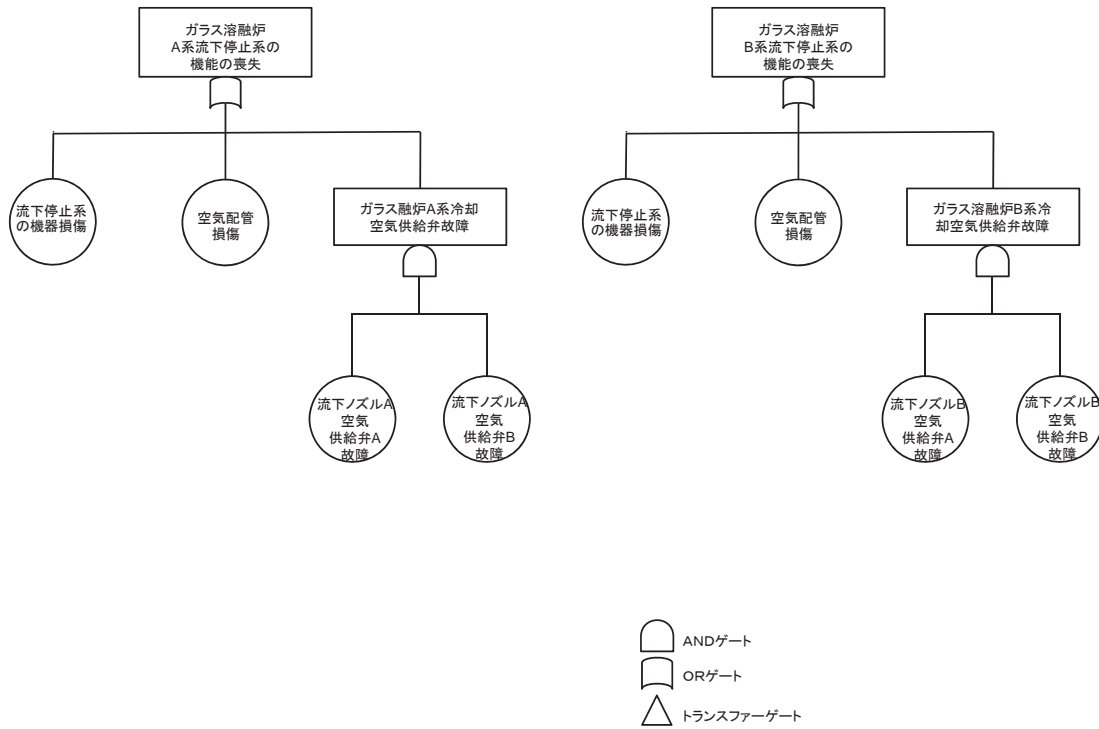 ガラス溶融炉
A系流下停止系の
機能の喪失
ガラス溶融炉
B系流下停止系の
機能の喪失
流下停止系
の機器損傷
空気配管
損傷
ガラス融炉A系冷却
空気供給弁故障
流下停止系
の機器損傷
空気配管
損傷
ガラス溶融炉B系冷
却空気供給弁故障
流下ノズルA
空気
供給弁A
故障
流下ノズルA
空気
供給弁B
故障
流下ノズルB
空気
供給弁A
故障
流下ノズルB
空気
供給弁B
故障
ANDゲート
ORゲート
トランスファーゲート